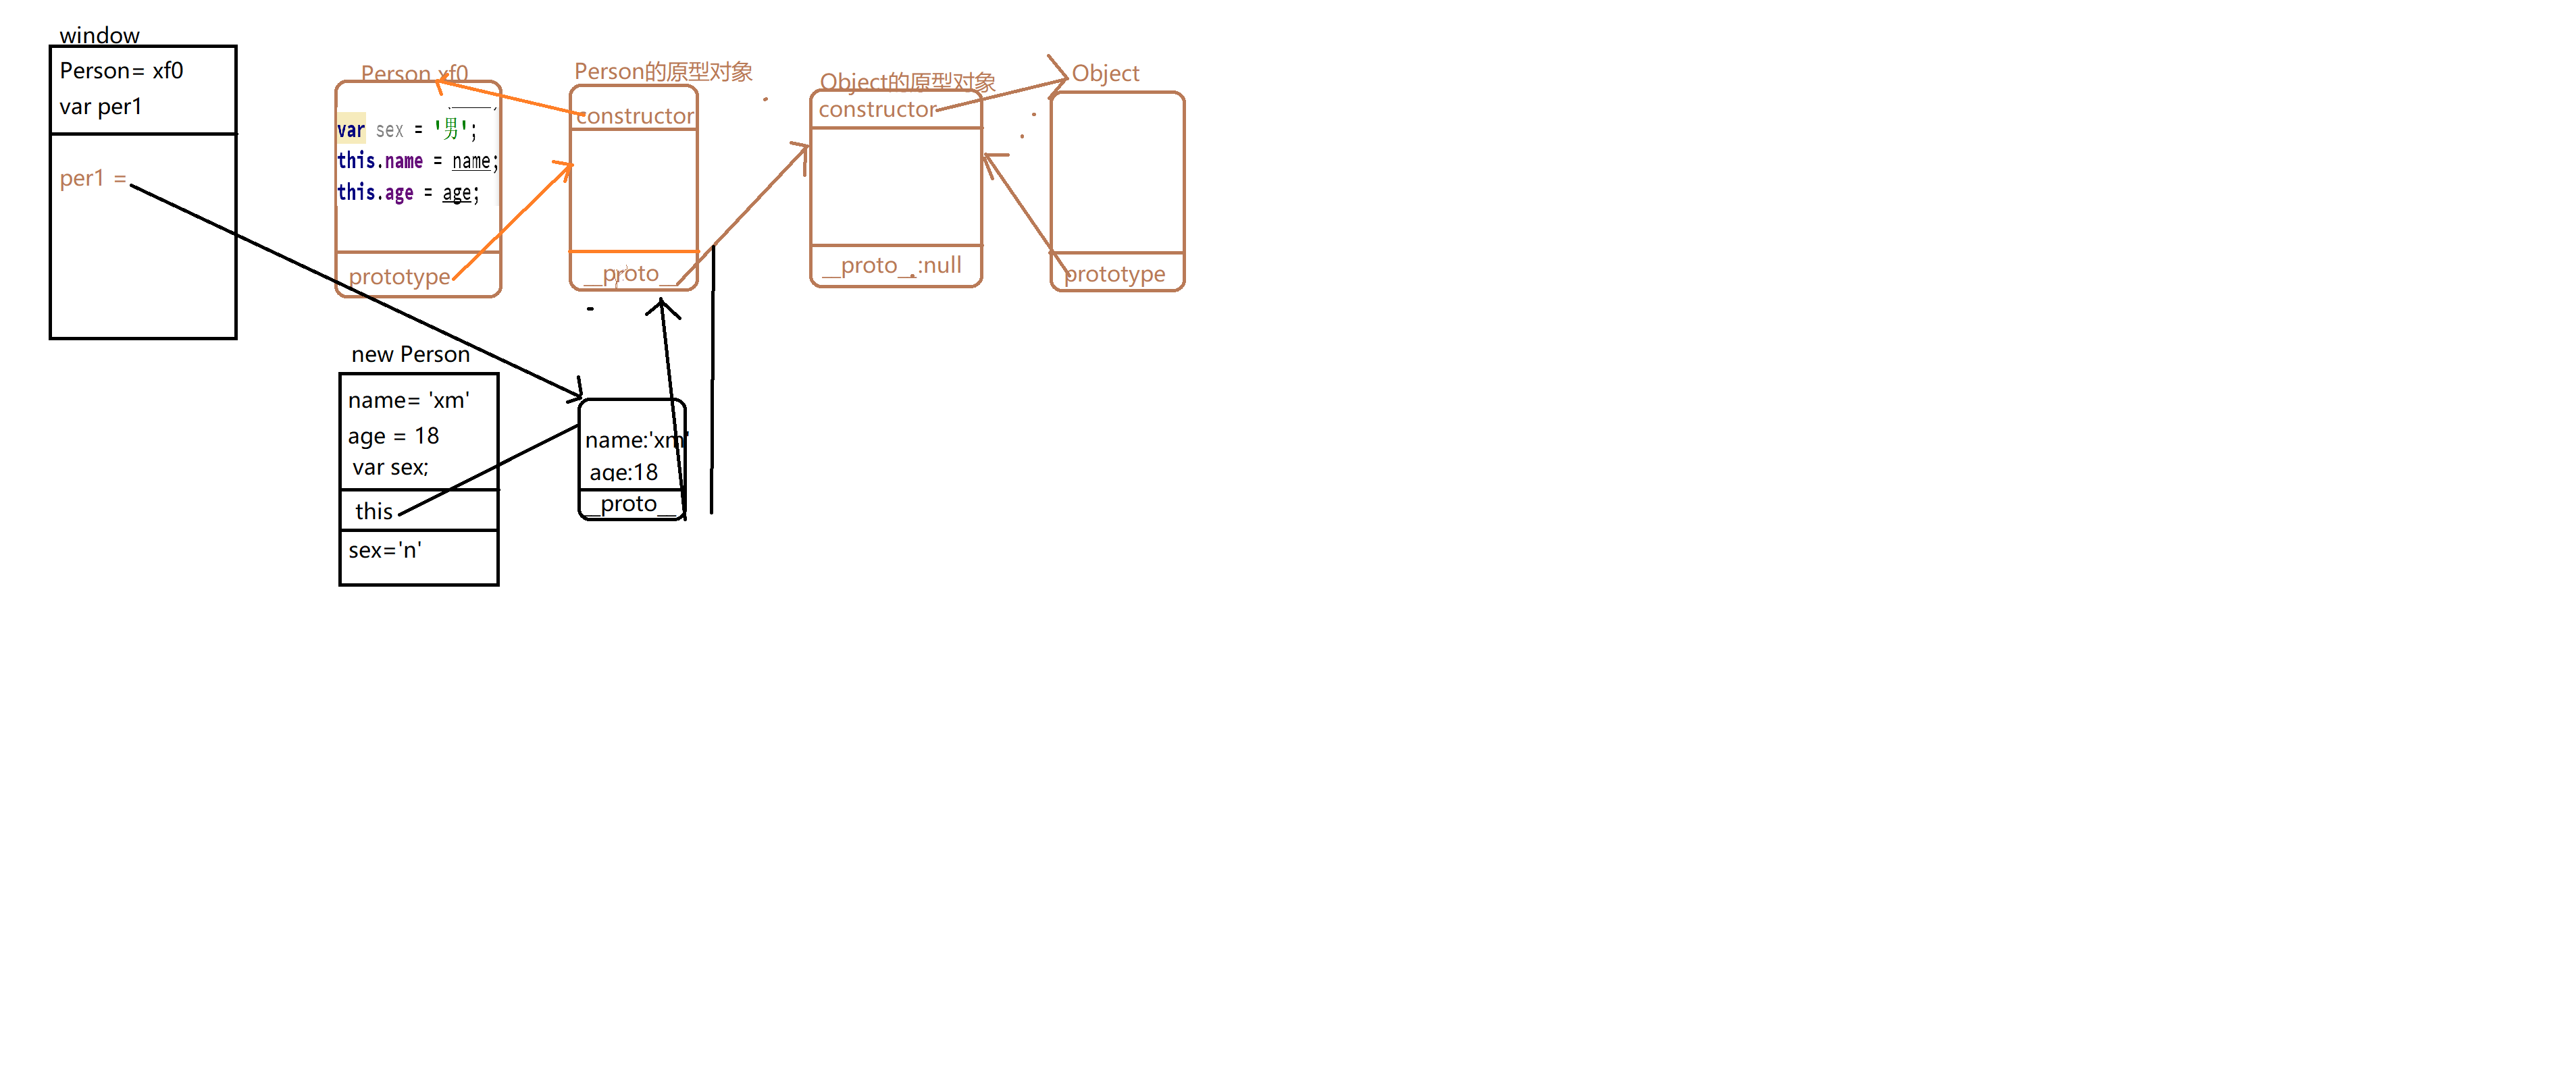 window
Person= xf0
var per1
per1 =
Person xf0
var sex = '男';
this.name = name;
this.age = age;
prototype
Person的原型对象
constructor
__proto__
Object的原型对象
constructor
__proto__:null
Object
prototype
new Person
name= 'xm'
age = 18
var sex;
this
sex='n'
name:'xm'
age:18
__proto__